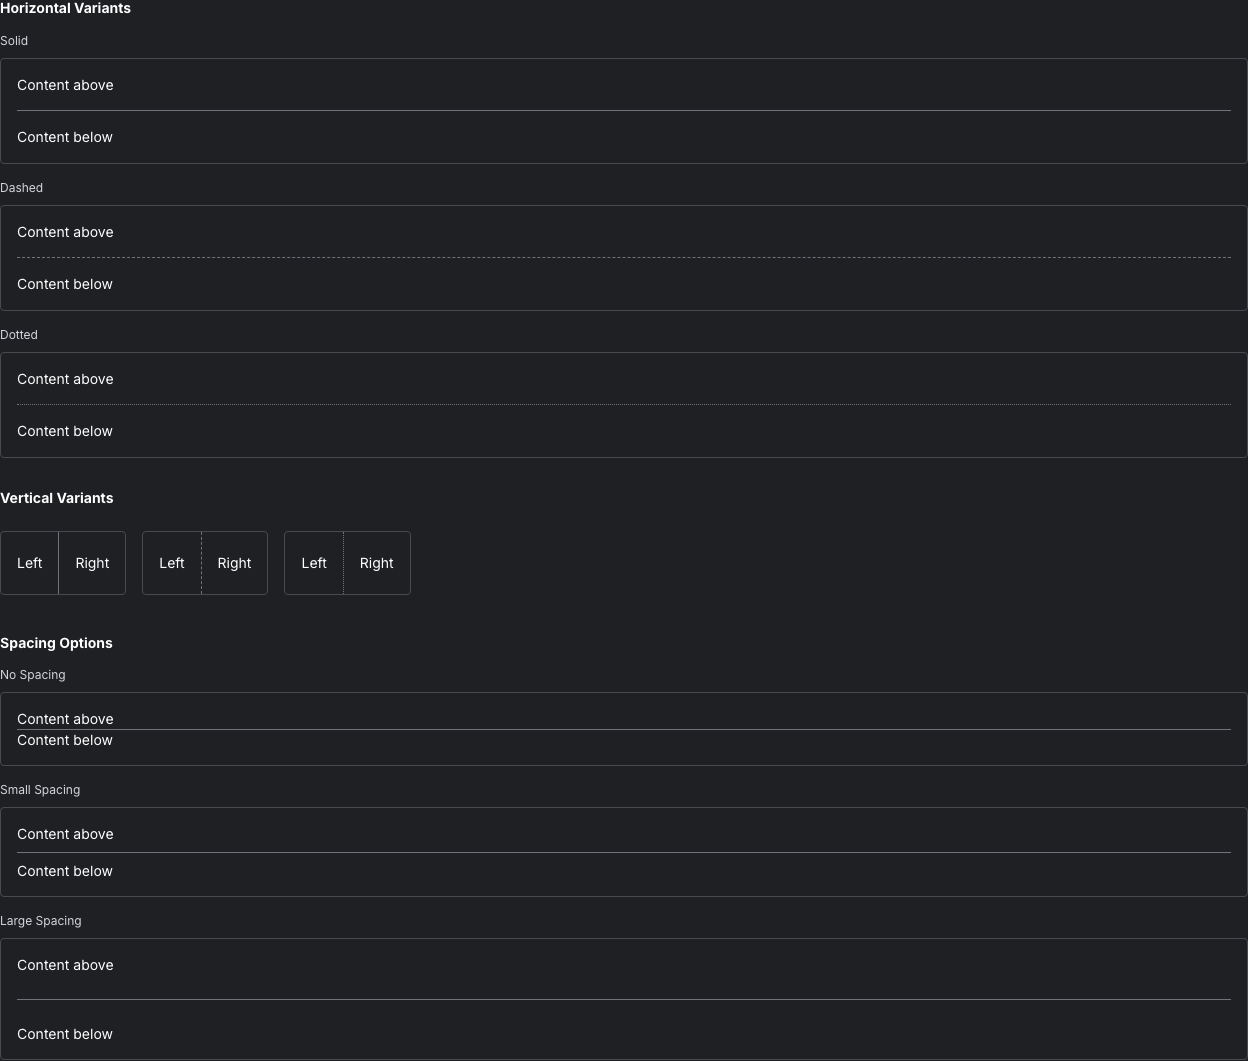 Horizontal Variants
Solid
Content above
Content below
Dashed
Content above
Content below
Dotted
Content above
Content below
Vertical Variants
Left Right Left Right Left Right
Spacing Options
No Spacing
Content above
Content below
Small Spacing
Content above
Content below
Large Spacing
Content above
Content below